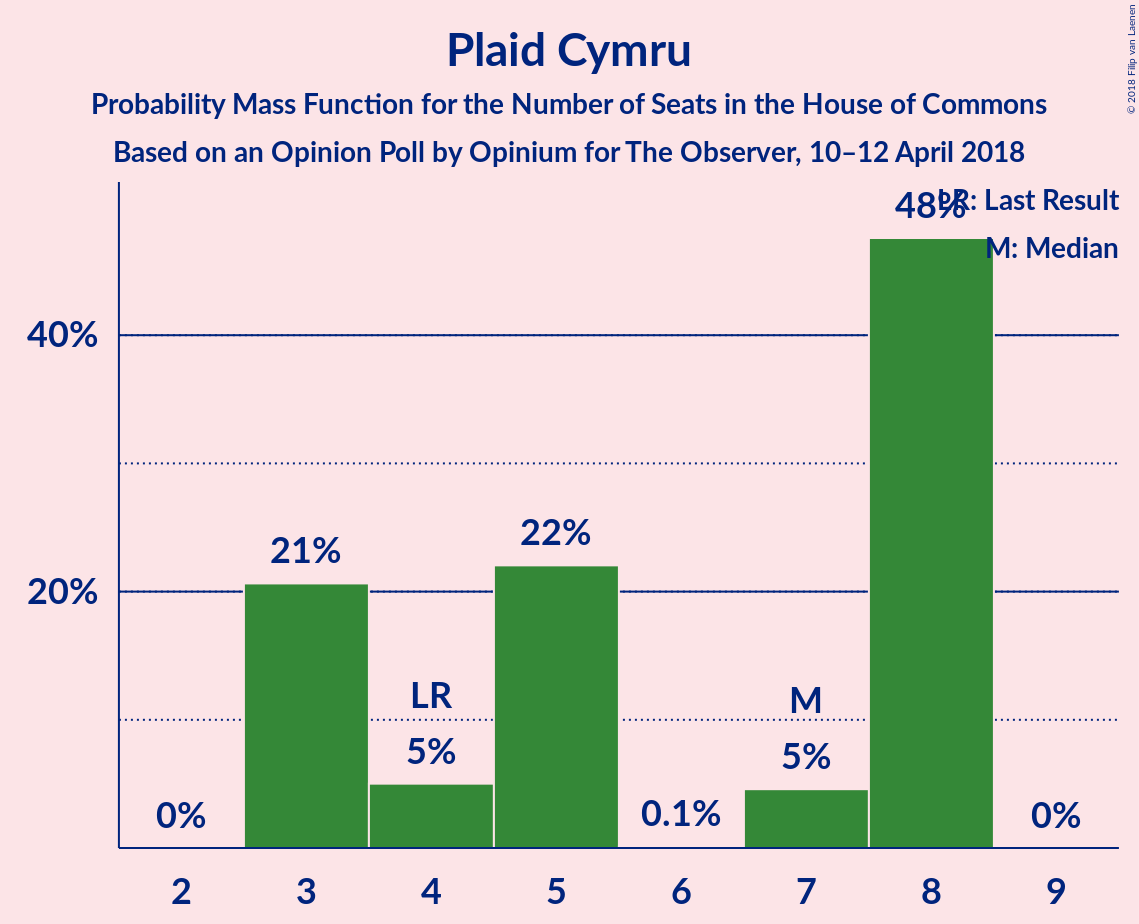 Plaid Cymru
Probability Mass Function for the Number of Seats in the House of Commons
Based on an Opinion Poll by Opinium for The Observer, 10–12 April 2018
© 2018 Filip van Laenen
LR: Last Result
M: Median
40%
20%
0%
21%
LR
5%
22%
0.1%
M
5%
48%
0%
2 3 4 5 6 7 8 9